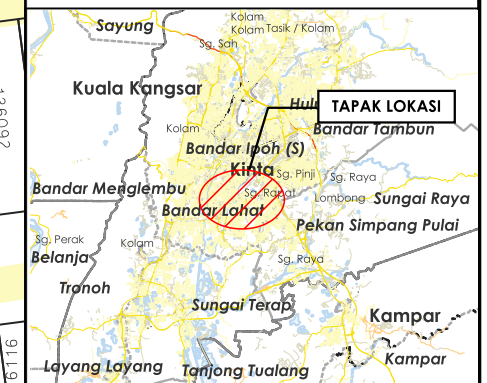 Kolam
Sayung
Kolam
Tasik / Kolam
Sg. Sah
Kuala Kangsar
TAPAK LOKASI
Kolam
Bandar Tambun
Bandar Ipoh (S)
Kinta
Sg. Pinji
Sg. Raya
Bandar Menglembu
Sg. Rapat
Lombong
Sungai Raya
Bandar Lahat
Pekan Simpang Pulai
Sg. Perak
Kolam
Belanja
Sg. Raya
Tronoh
Sungai Terap
Kampar
Kampar
Layang Layang
Tanjong Tualang